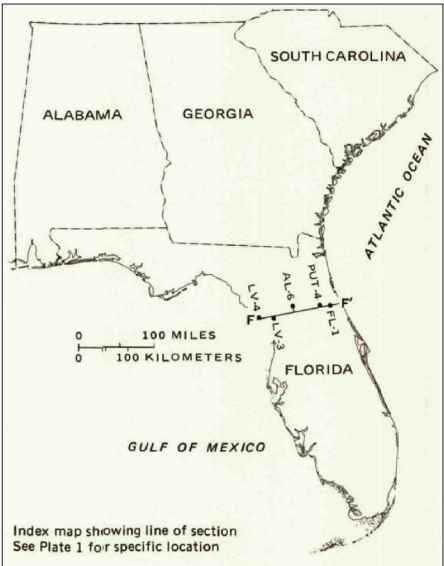 SOUTH CAROLINA
ALABAMA
GEORGIA
ATLANTIC OCEAN
LV-4
AL-6
PUT-4
F
LV-3
FL-1
F'
0 100 MILES
0 100 KILOMETERS
FLORIDA
GULF OF MEXICO
Index map showing line of section
See Plate 1 for specific location